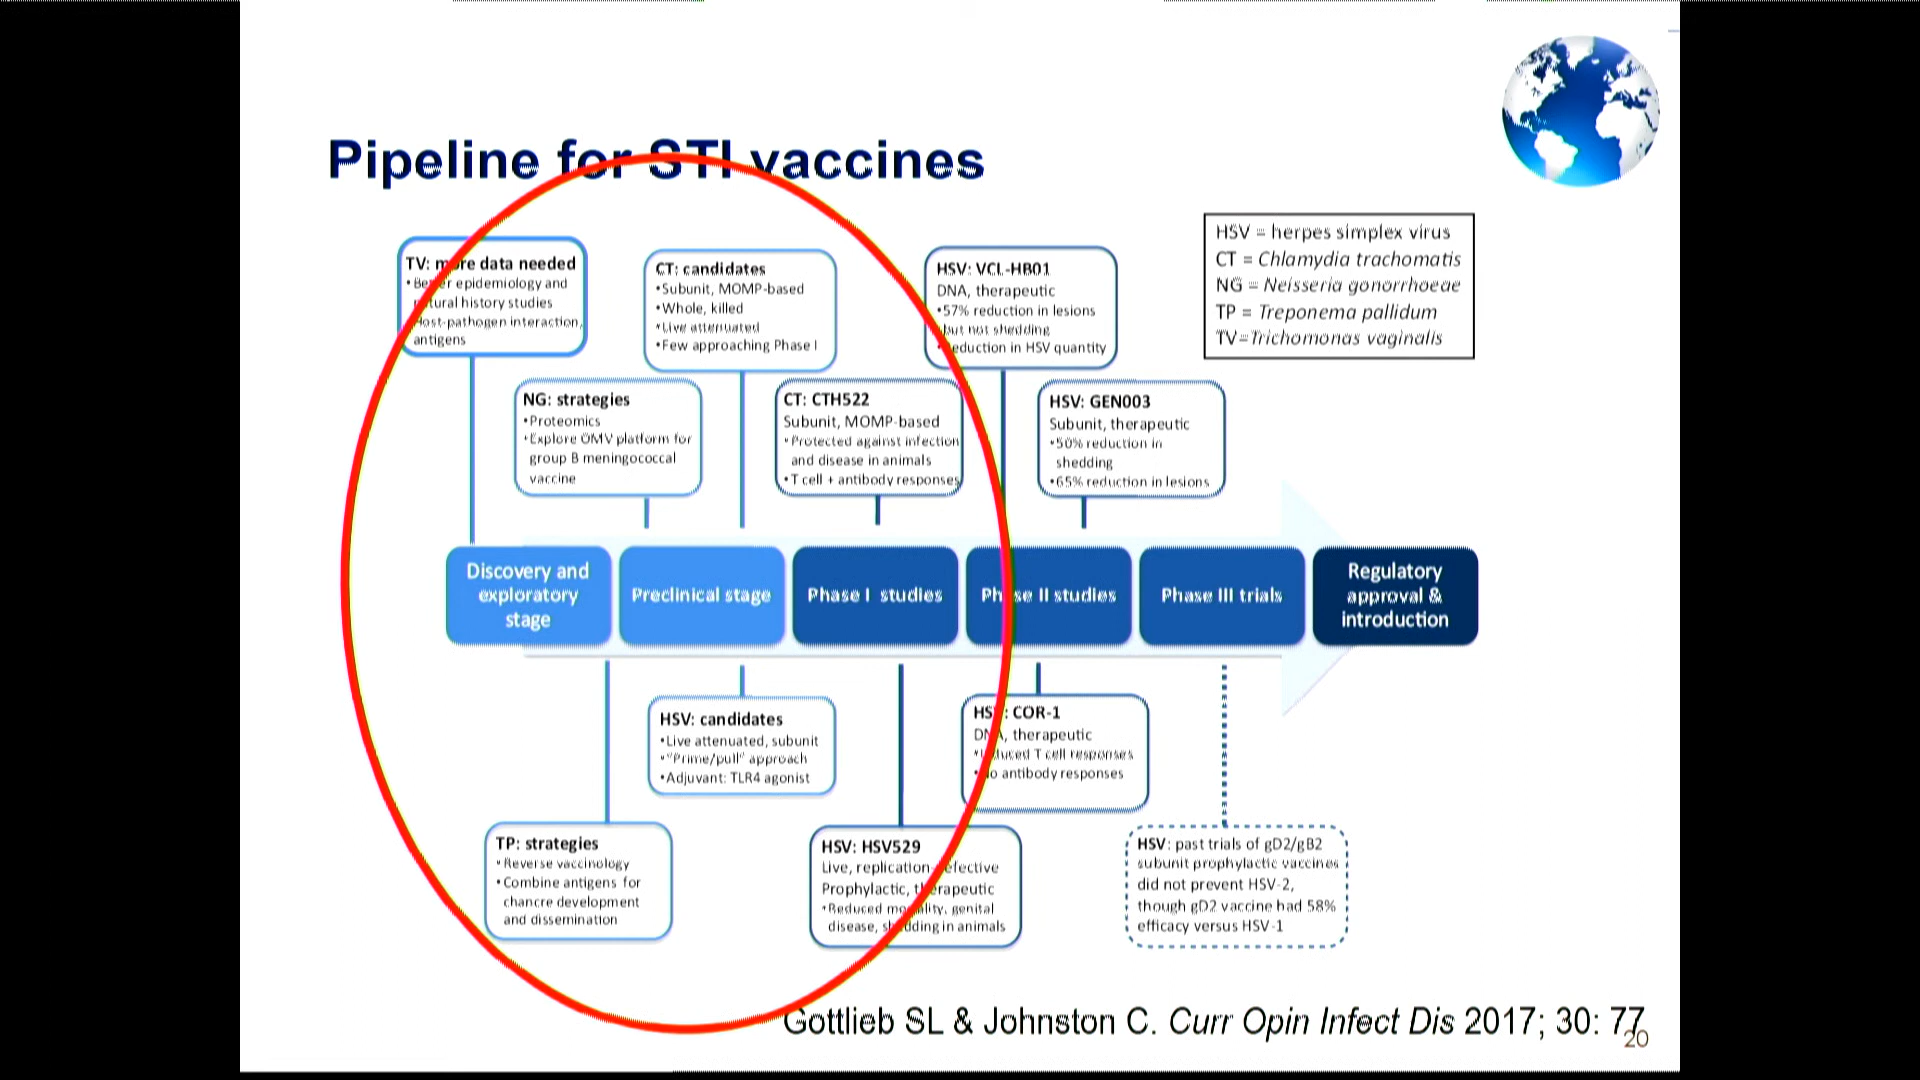 Pipeline for STI vaccines
TV: more data needed
•Better epidemiology and
natural history studies
•Host-pathogen interaction,
antigens
CT: candidates
•Subunit, MOMP-based
•Whole, killed
•Live attenuated
•Few approaching Phase I
HSV: VCL-HB01
DNA, therapeutic
•57% reduction in lesions
but not shedding
•Reduction in HSV quantity
HSV = herpes simplex virus
CT = Chlamydia trachomatis
NG = Neisseria gonorrhoeae
TP = Treponema pallidum
TV=Trichomonas vaginalis
NG: strategies
•Proteomics
•Explore OMV platform for
group B meningococcal
vaccine
CT: CTH522
Subunit, MOMP-based
•Protected against infection
and disease in animals
•T cell + antibody responses
HSV: GEN003
Subunit, therapeutic
•50% reduction in
shedding
•65% reduction in lesions
Discovery and
exploratory
stage
Preclinical stage
Phase I studies
Phase II studies
Phase III trials
Regulatory
approval &
introduction
HSV: candidates
•Live attenuated, subunit
•"Prime/pull" approach
•Adjuvant: TLR4 agonist
HSV: COR-1
DNA, therapeutic
•Induced T cell responses
•No antibody responses
TP: strategies
•Reverse vaccinology
•Combine antigens for
chancre development
and dissemination
HSV: HSV529
Live, replication-defective
Prophylactic, therapeutic
•Reduced mortality, genital
disease, shedding in animals
HSV: past trials of gD2/gB2
subunit prophylactic vaccines
did not prevent HSV-2,
though gD2 vaccine had 58%
efficacy versus HSV-1
Gottlieb SL & Johnston C. Curr Opin Infect Dis 2017; 30: 77
20